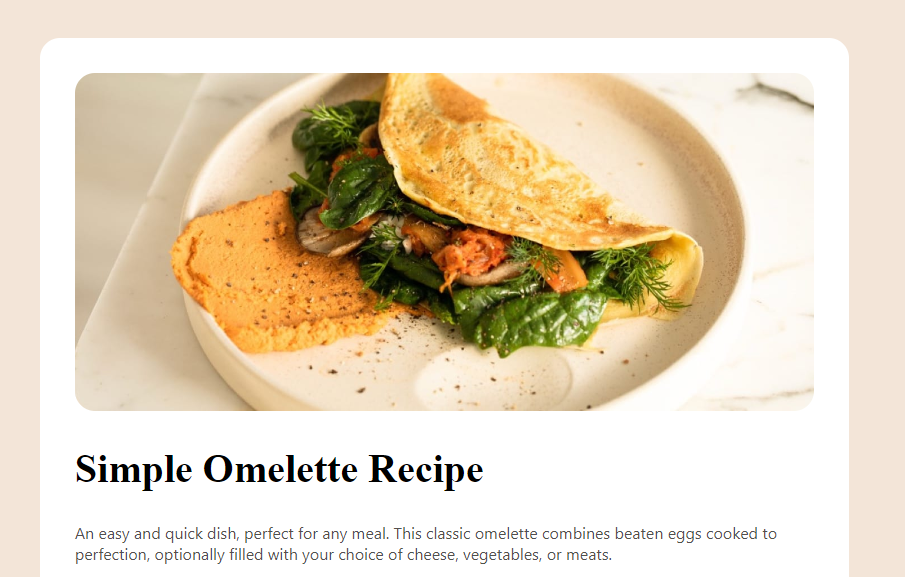 Simple Omelette Recipe
An easy and quick dish, perfect for any meal. This classic omelette combines beaten eggs cooked to
perfection, optionally filled with your choice of cheese, vegetables, or meats.